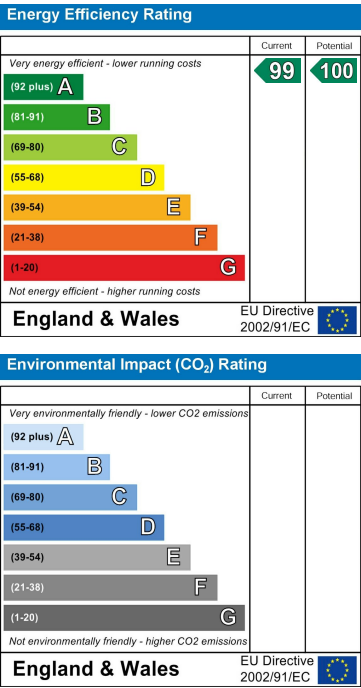 Energy Efficiency Rating
Current Potential
Very energy efficient - lower running costs
99 100
(92 plus) A
(81-91) B
(69-80) C
(55-68) D
(39-54) E
(21-38) F
(1-20) G
Not energy efficient - higher running costs
England & Wales
EU Directive
2002/91/EC
Environmental Impact (CO₂) Rating
Current Potential
Very environmentally friendly - lower CO2 emissions
(92 plus) A
(81-91) B
(69-80) C
(55-68) D
(39-54) E
(21-38) F
(1-20) G
Not environmentally friendly - higher CO2 emissions
England & Wales
EU Directive
2002/91/EC